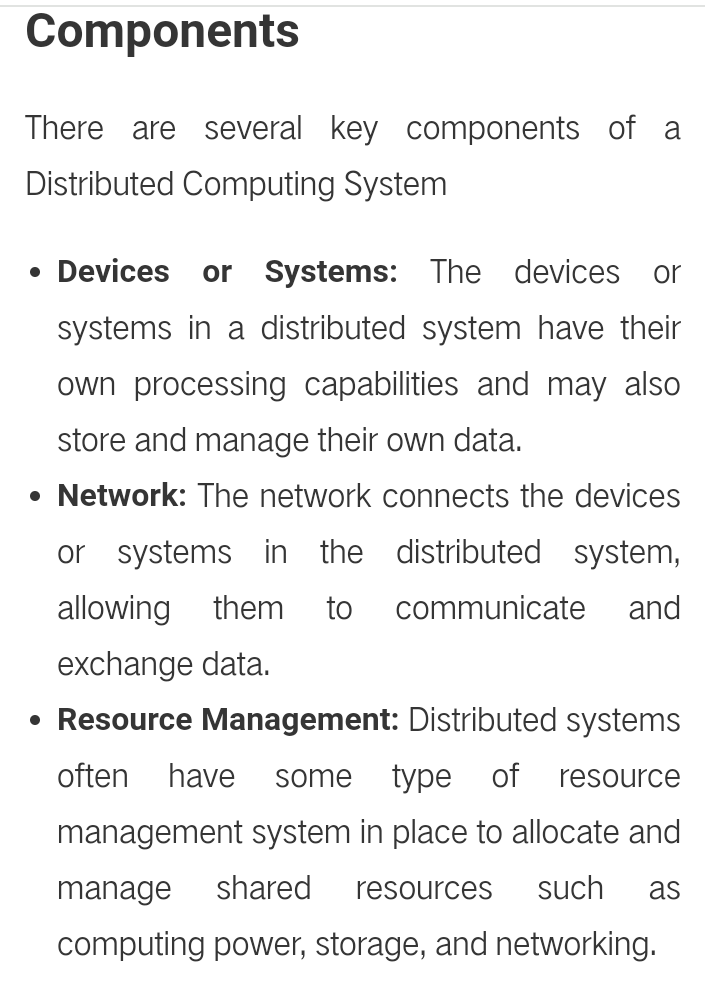 Components
There are several key components of a
Distributed Computing System
• Devices or Systems: The devices or
systems in a distributed system have their
own processing capabilities and may also
store and manage their own data.
• Network: The network connects the devices
or systems in the distributed system,
allowing them to communicate and
exchange data.
• Resource Management: Distributed systems
often have some type of resource
management system in place to allocate and
manage shared resources such as
computing power, storage, and networking.